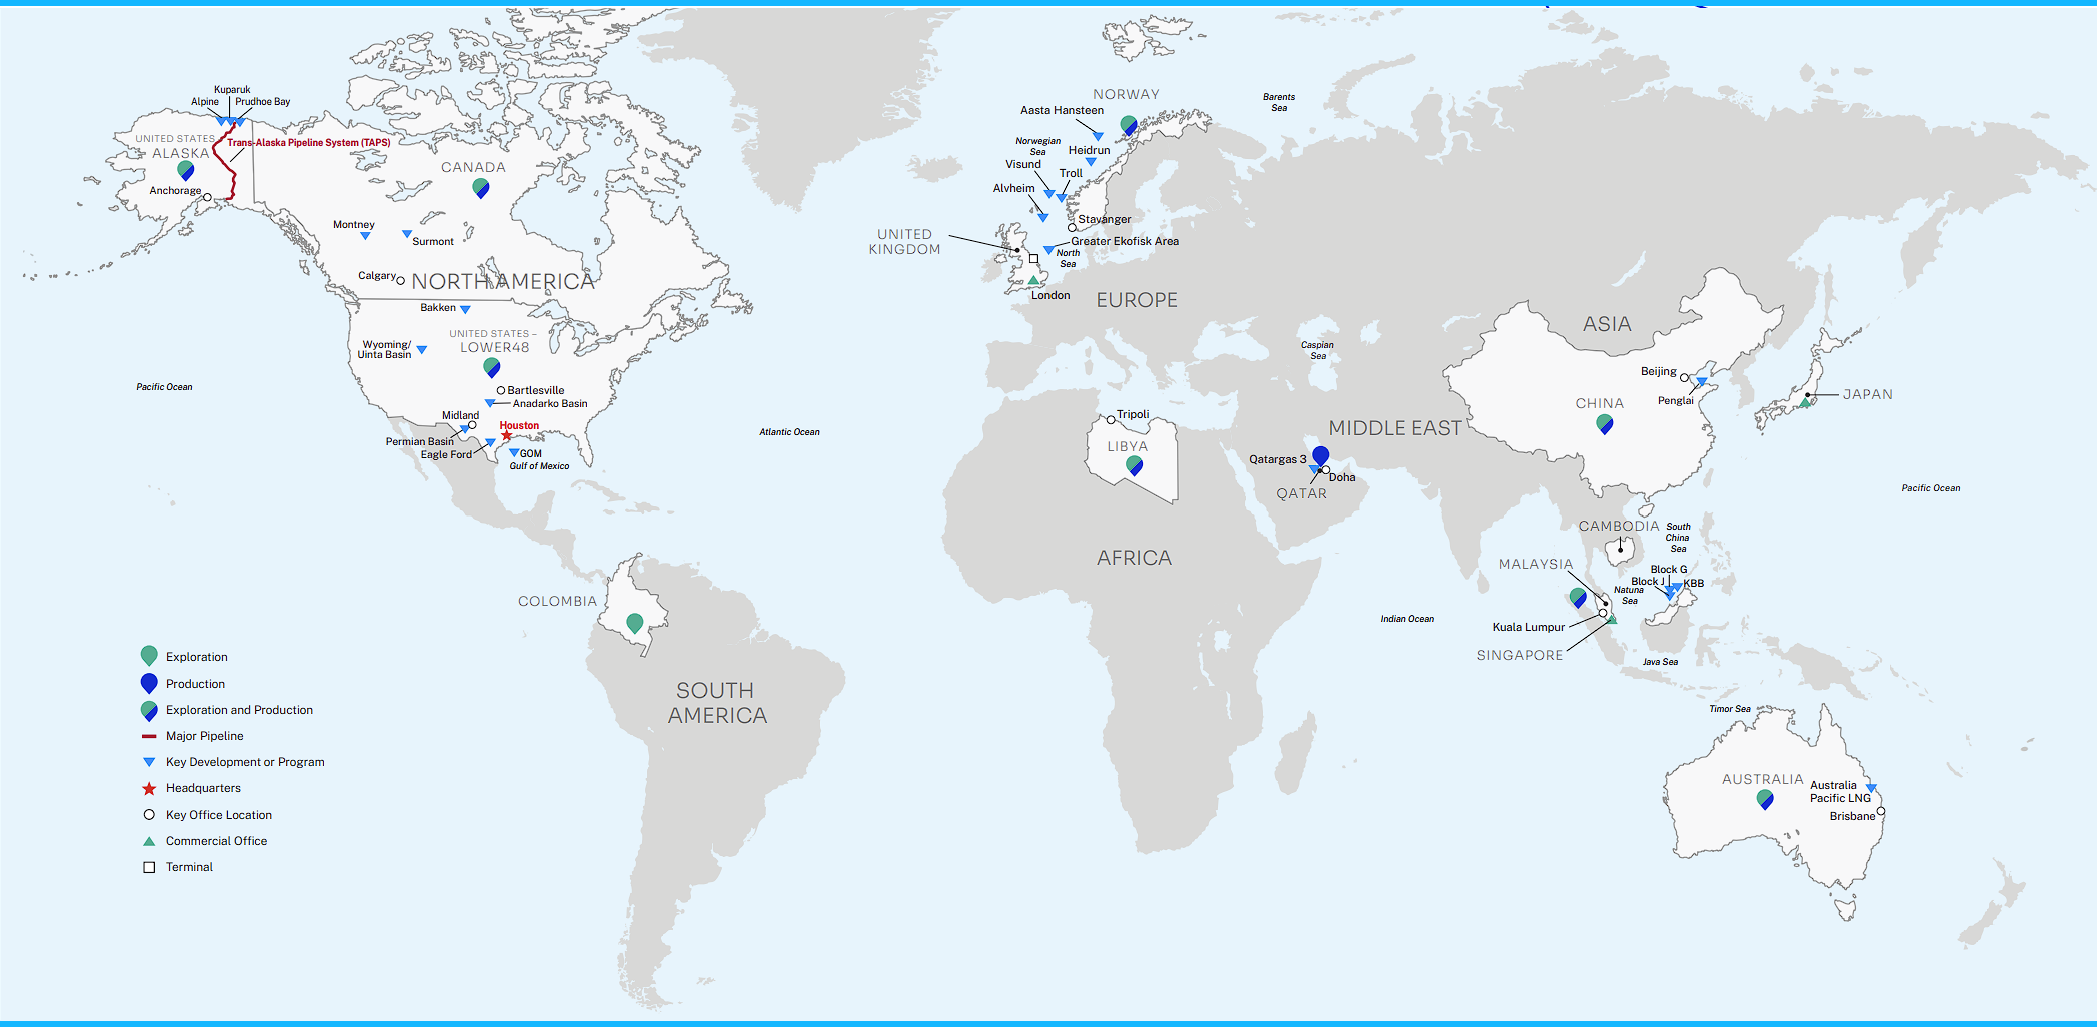 Kuparuk
Alpine
Prudhoe Bay
UNITED STATES
ALASKA
Trans-Alaska Pipeline System (TAPS)
Anchorage
CANADA
Montney
Surmont
Calgary
NORTH AMERICA
Bakken
UNITED STATES –
LOWER48
Wyoming/
Uinta Basin
Bartlesville
Anadarko Basin
Midland
Houston
Permian Basin
Eagle Ford
GOM
Gulf of Mexico
Pacific Ocean
Atlantic Ocean
COLOMBIA
SOUTH
AMERICA
NORWAY
Aasta Hansteen
Barents
Sea
Norwegian
Sea
Heidrun
Visund
Troll
Alvheim
Stavanger
UNITED
KINGDOM
Greater Ekofisk Area
North
Sea
London
EUROPE
Caspian
Sea
ASIA
Tripoli
LIBYA
MIDDLE EAST
Qatargas 3
Doha
QATAR
AFRICA
Beijing
Penglai
CHINA
JAPAN
Pacific Ocean
CAMBODIA
South
China
Sea
MALAYSIA
Block G
Block J
KBB
Natuna
Sea
Indian Ocean
Kuala Lumpur
SINGAPORE
Java Sea
Timor Sea
AUSTRALIA
Australia
Pacific LNG
Brisbane
Exploration
Production
Exploration and Production
Major Pipeline
Key Development or Program
Headquarters
Key Office Location
Commercial Office
Terminal